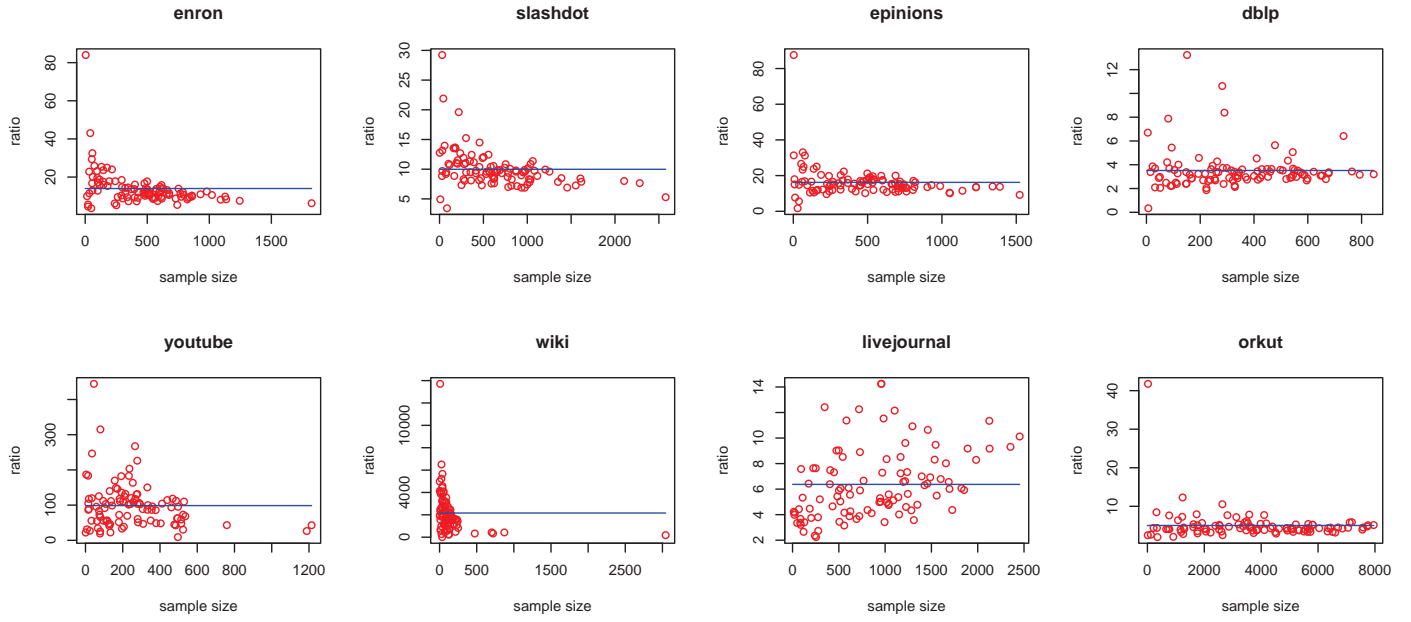 enron
slashdot
epinions
dblp
ratio
20 40 60 80
0 500 1000 1500
sample size
ratio
5 10 15 20 25 30
0 500 1000 2000
sample size
ratio
0 20 40 60 80
0 500 1000 1500
sample size
ratio
0 2 4 6 8 12
0 200 400 600 800
sample size
youtube
wiki
livejournal
orkut
ratio
0 100 300
0 200 400 600 800 1200
sample size
ratio
0 4000 10000
0 500 1500 2500
sample size
ratio
2 4 6 8 10 12 14
0 500 1000 1500 2000 2500
sample size
ratio
10 20 30 40
0 2000 4000 6000 8000
sample size